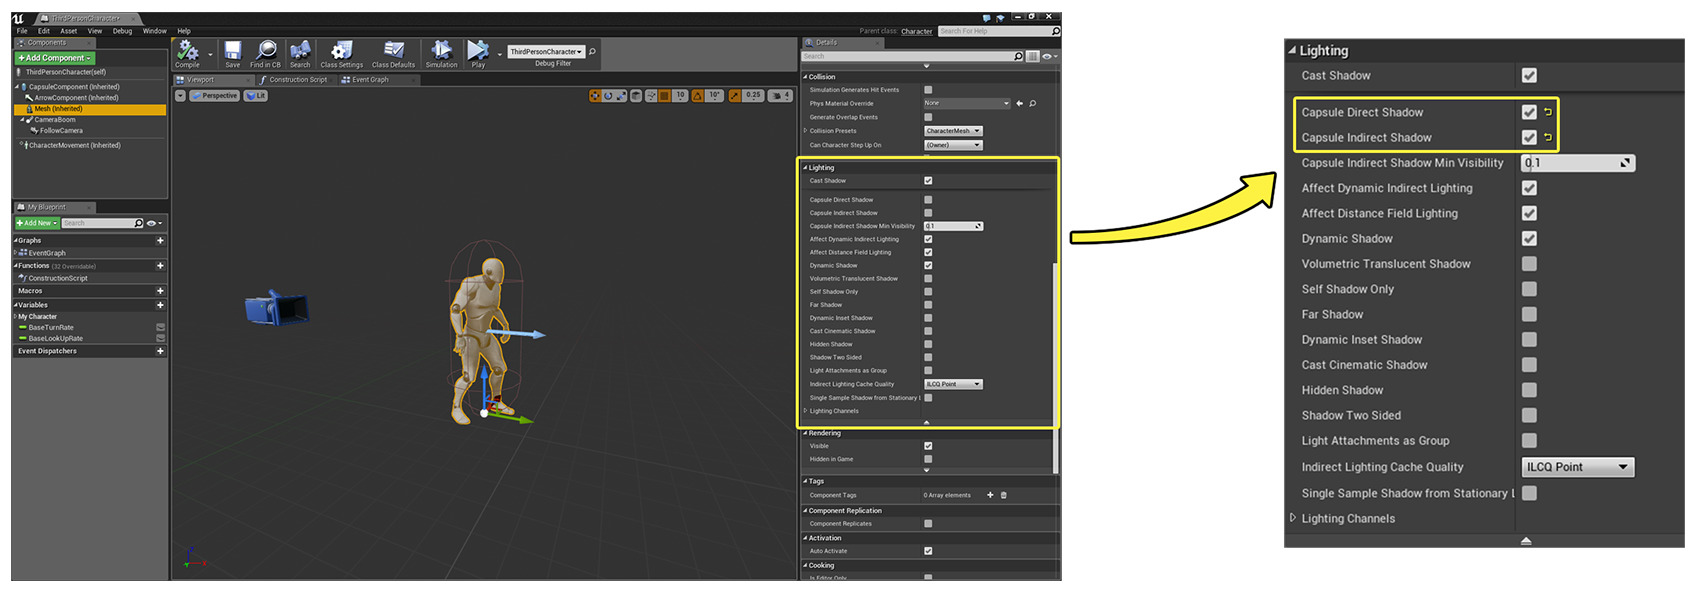 ThirdPersonCharacter*
File Edit Asset View Debug Window Help
Parent class: Character
Search For Help
Components
+Add Component
ThirdPersonCharacter(self)
CapsuleComponent (Inherited)
ArrowComponent (Inherited)
Mesh (Inherited)
CameraBoom
FollowCamera
CharacterMovement (Inherited)
My Blueprint
+Add New
Search
Graphs
EventGraph
Functions (32 Overridable)
ConstructionScript
Macros
Variables
My Character
BaseTurnRate
BaseLookUpRate
Event Dispatchers
Compile Save Find in CB Search Class Settings Class Defaults Simulation Play
ThirdPersonCharacter
Debug Filter
Viewport Construction Script Event Graph
Perspective Lit
10 10° 0.25 4
Details
Search
Collision
Simulation Generates Hit Events
Phys Material Override None
Generate Overlap Events
Collision Presets CharacterMesh
Can Character Step Up On (Owner)
Lighting
Cast Shadow
Capsule Direct Shadow
Capsule Indirect Shadow
Capsule Indirect Shadow Min Visibility 0.1
Affect Dynamic Indirect Lighting
Affect Distance Field Lighting
Dynamic Shadow
Volumetric Translucent Shadow
Self Shadow Only
Far Shadow
Dynamic Inset Shadow
Cast Cinematic Shadow
Hidden Shadow
Shadow Two Sided
Light Attachments as Group
Indirect Lighting Cache Quality ILCQ Point
Single Sample Shadow from Stationary L
Lighting Channels
Rendering
Visible
Hidden in Game
Tags
Component Tags 0 Array elements
Component Replication
Component Replicates
Activation
Auto Activate
Cooking
Is Editor Only
Lighting
Cast Shadow
Capsule Direct Shadow
Capsule Indirect Shadow
Capsule Indirect Shadow Min Visibility 0.1
Affect Dynamic Indirect Lighting
Affect Distance Field Lighting
Dynamic Shadow
Volumetric Translucent Shadow
Self Shadow Only
Far Shadow
Dynamic Inset Shadow
Cast Cinematic Shadow
Hidden Shadow
Shadow Two Sided
Light Attachments as Group
Indirect Lighting Cache Quality ILCQ Point
Single Sample Shadow from Stationary L
Lighting Channels